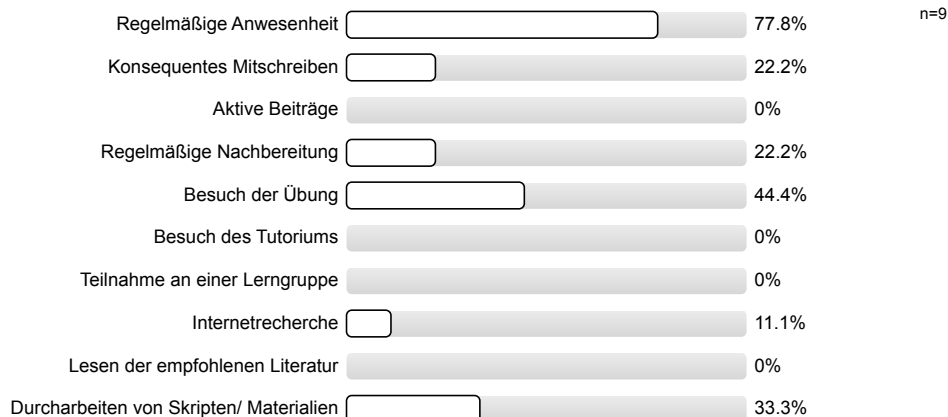 Regelmäßige Anwesenheit 77.8% n=9
Konsequentes Mitschreiben 22.2%
Aktive Beiträge 0%
Regelmäßige Nachbereitung 22.2%
Besuch der Übung 44.4%
Besuch des Tutoriums 0%
Teilnahme an einer Lerngruppe 0%
Internetrecherche 11.1%
Lesen der empfohlenen Literatur 0%
Durcharbeiten von Skripten/ Materialien 33.3%